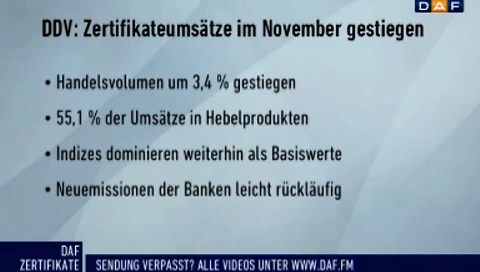 DAF
DDV: Zertifikateumsätze im November gestiegen
• Handelsvolumen um 3,4 % gestiegen
• 55,1 % der Umsätze in Hebelprodukten
• Indizes dominieren weiterhin als Basiswerte
• Neuemissionen der Banken leicht rückläufig
DAF
ZERTIFIKATE
SENDUNG VERPASST? ALLE VIDEOS UNTER WWW.DAF.FM